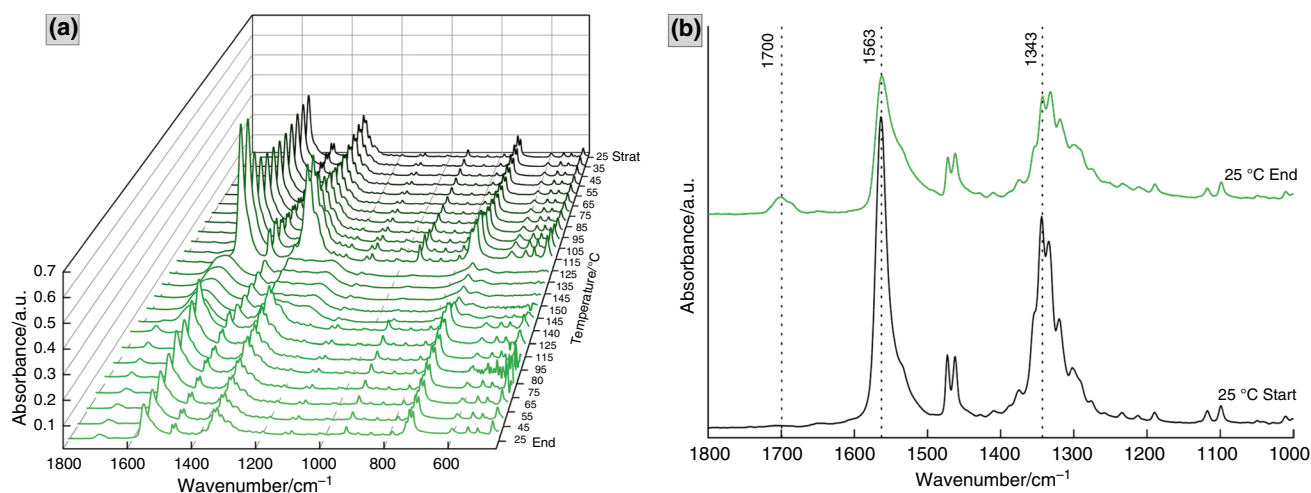 (a)
25 Strat
35
45
55
65
75
85
95
105
115
125
135
145
150
145
140
125
115
95
80
75
65
55
45
25 End
Temperature/°C
0.7
0.6
0.5
0.4
0.3
0.2
0.1
Absorbance/a.u.
1800 1600 1400 1200 1000 800 600
Wavenumber/cm−1
(b)
1700
1563
1343
25 °C End
25 °C Start
Absorbance/a.u.
1800 1700 1600 1500 1400 1300 1200 1100 1000
Wavenumber/cm−1